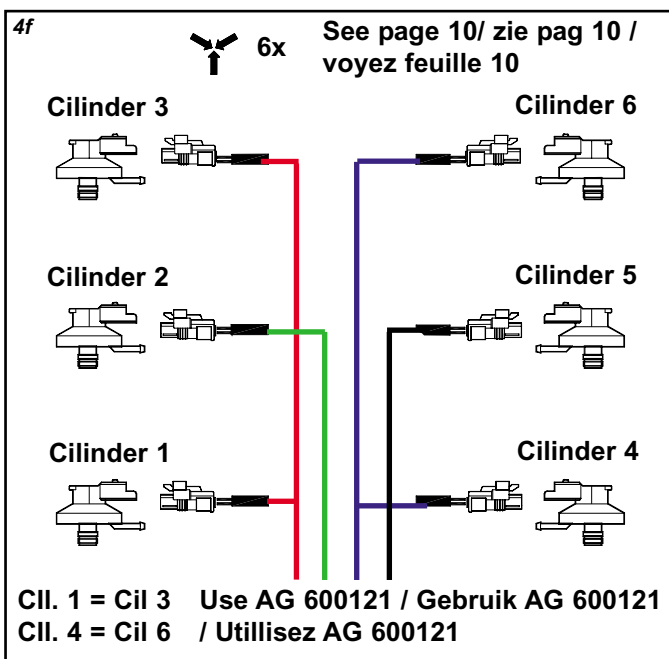 4f
6x
See page 10/ zie pag 10 /
voyez feuille 10
Cilinder 3
Cilinder 6
Cilinder 2
Cilinder 5
Cilinder 1
Cilinder 4
Cll. 1 = Cil 3 Use AG 600121 / Gebruik AG 600121
Cll. 4 = Cil 6 / Utillisez AG 600121